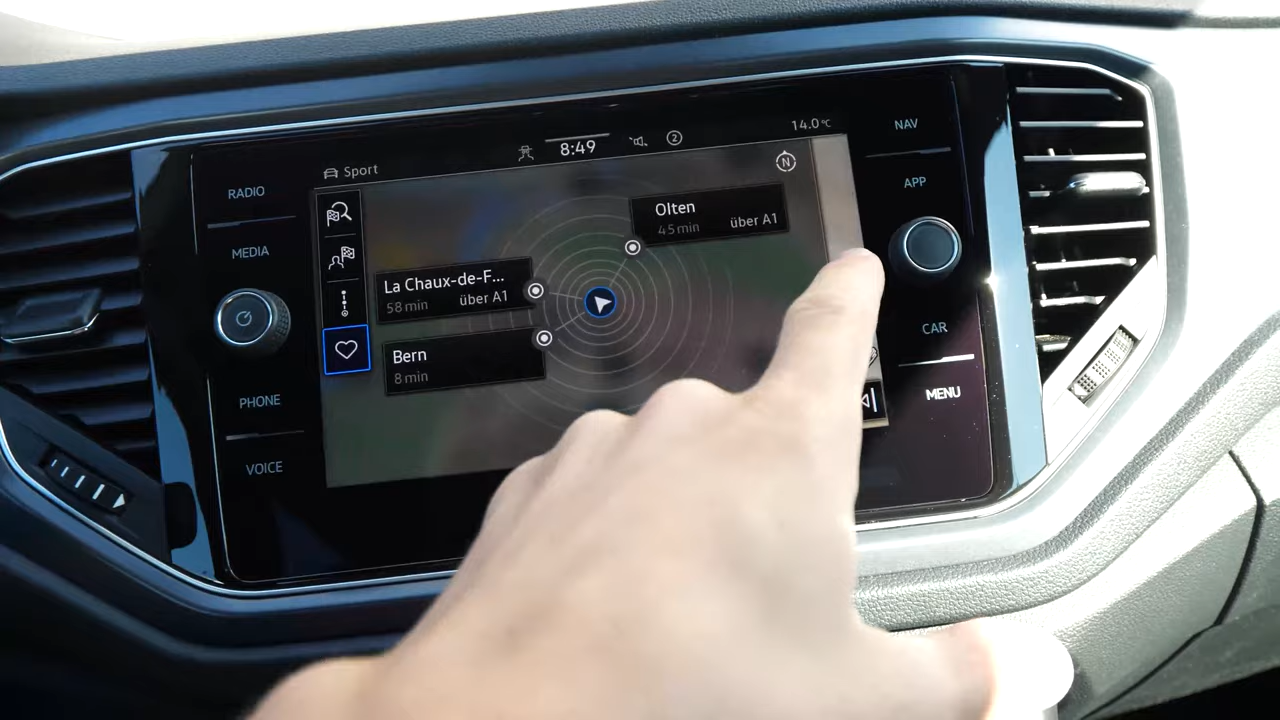 RADIO
MEDIA
PHONE
VOICE
Sport
8:49
2
14.0°C
N
Olten
45 min über A1
La Chaux-de-F...
58 min über A1
Bern
8 min
NAV
APP
CAR
MENU